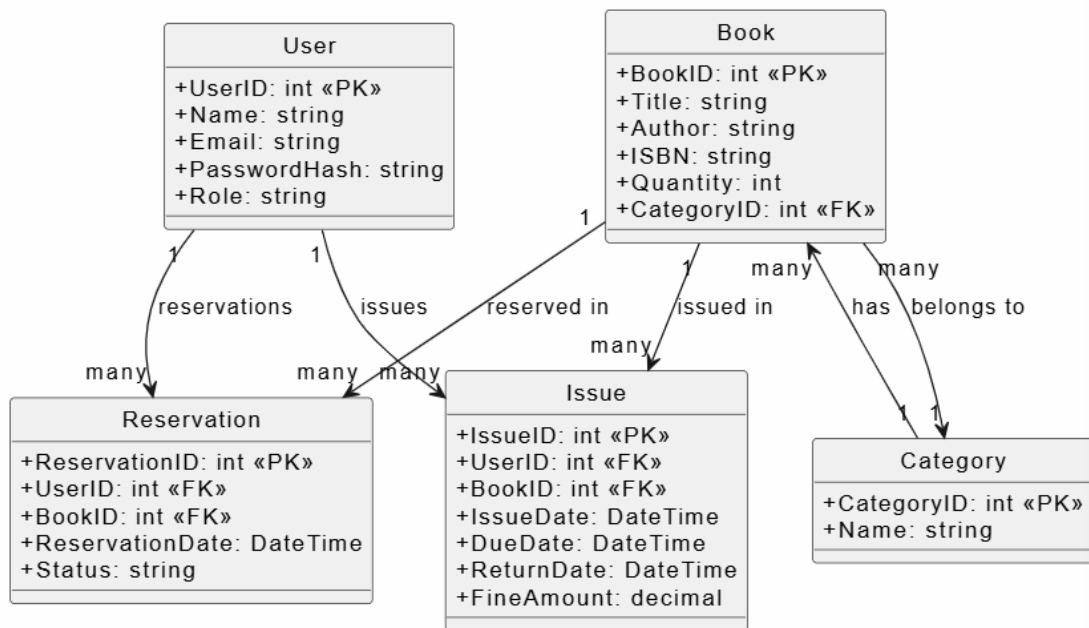 User
+UserID: int «PK»
+Name: string
+Email: string
+PasswordHash: string
+Role: string
Book
+BookID: int «PK»
+Title: string
+Author: string
+ISBN: string
+Quantity: int
+CategoryID: int «FK»
1
reservations
many
1
issues
many
1
reserved in
many
1
issued in
many
many
has
1
many
belongs to
1
Reservation
+ReservationID: int «PK»
+UserID: int «FK»
+BookID: int «FK»
+ReservationDate: DateTime
+Status: string
Issue
+IssueID: int «PK»
+UserID: int «FK»
+BookID: int «FK»
+IssueDate: DateTime
+DueDate: DateTime
+ReturnDate: DateTime
+FineAmount: decimal
Category
+CategoryID: int «PK»
+Name: string